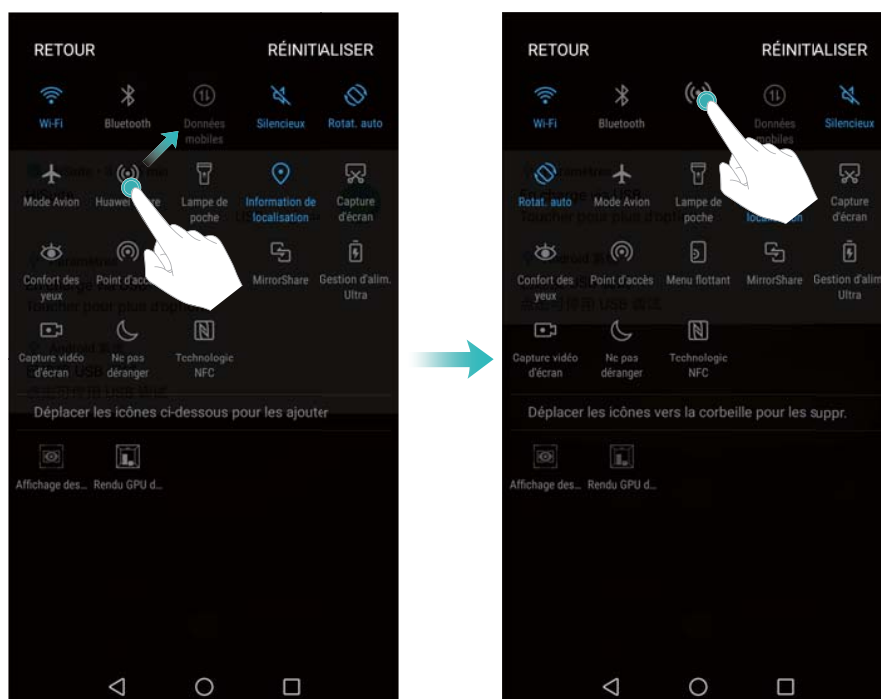 RETOUR RÉINITIALISER
Wi-Fi Bluetooth Données Silencieux Rotat. auto
mobiles
Mode Avion Lampe de Information de Capture
poche localisation d'écran
Confort des MirrorShare Gestion d'alim.
yeux Ultra
Capture vidéo Ne pas Technologie
d'écran déranger NFC
Déplacer les icônes ci-dessous pour les ajouter
Affichage des... Rendu GPU d...
RETOUR RÉINITIALISER
Wi-Fi Bluetooth Données Silencieux
mobiles
Rotat. auto Mode Avion Lampe de Capture
poche localisation d'écran
Confort des Point d'accès Menu flottant MirrorShare Gestion d'alim
yeux Ultra
Capture vidéo Ne pas Technologie
d'écran déranger NFC
Déplacer les icônes vers la corbeille pour les suppr.
Affichage des... Rendu GPU d...